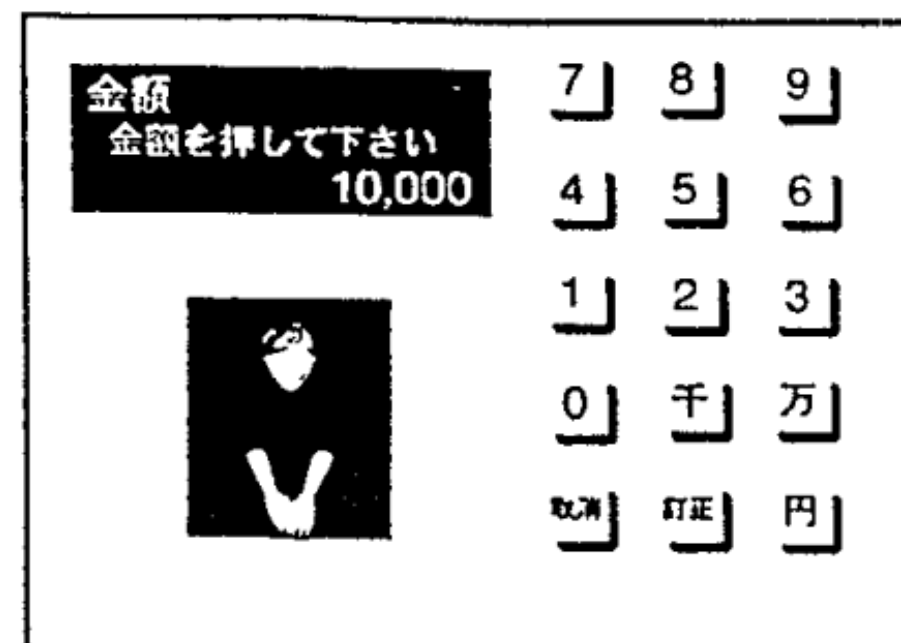 金額
金額を押して下さい
10,000
7 8 9
4 5 6
1 2 3
0 千 万
取消 訂正 円